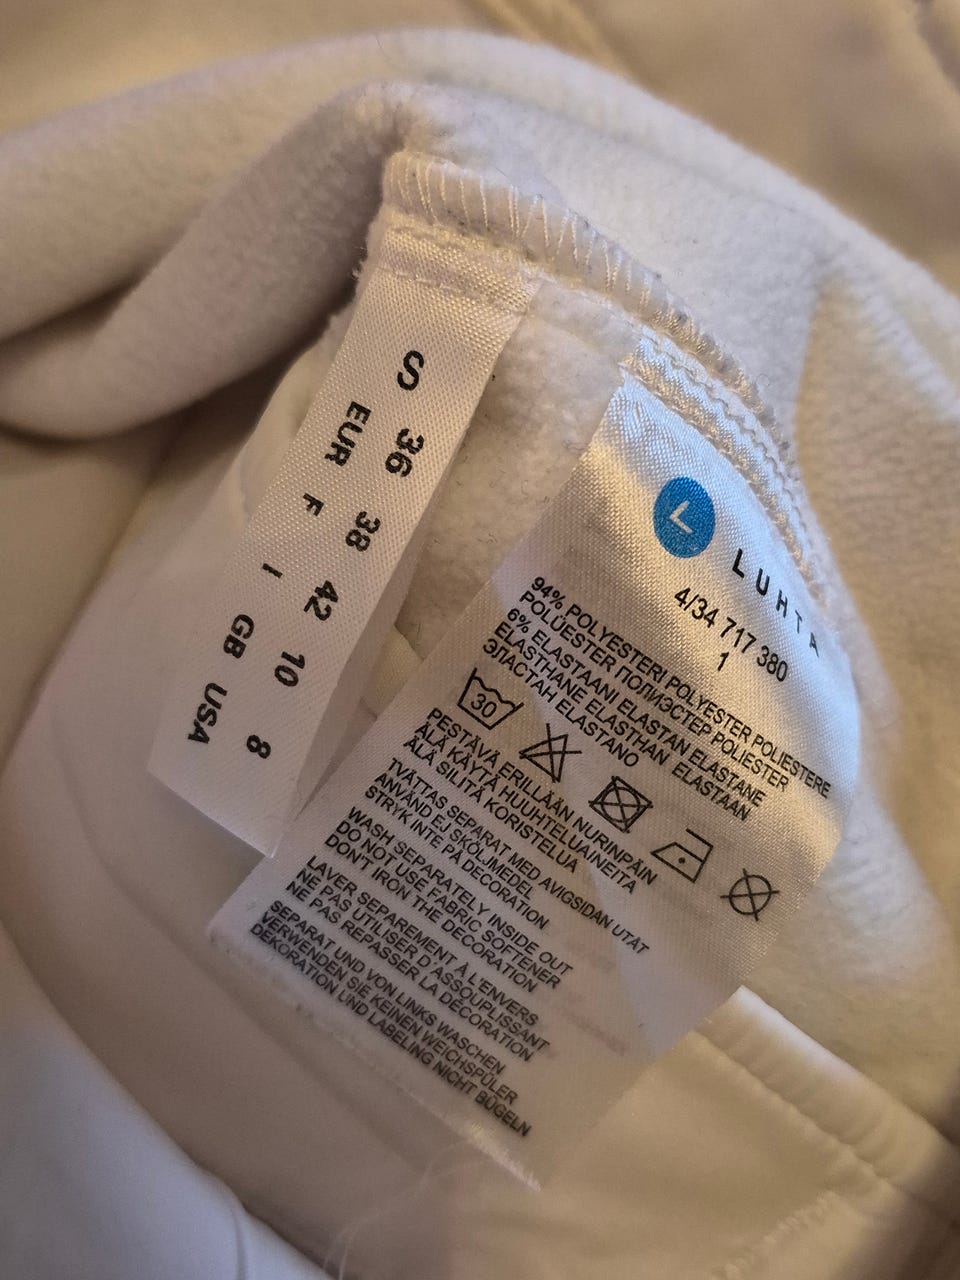 S 36 38 42 10 8
EUR F I GB USA
L LUHTA
4/34 717 380
1
94% POLYESTERI POLYESTER POLIESTERE
POLÜESTER ПОЛИЭСТЕР POLIESTER
6% ELASTAANI ELASTAN ELASTANE
ELASTHANE ELASTHAN ELASTAAN
ЭЛАСТАН ELASTANO
30
PESTÄVÄ ERILLÄÄN NURINPÄIN
ÄLÄ KÄYTÄ HUUHTELUAINEITA
ÄLÄ SILITÄ KORISTELUA
TVÄTTAS SEPARAT MED AVIGSIDAN UTÅT
ANVÄND EJ SKÖLJMEDEL
STRYK INTE PÅ DECORATION
WASH SEPARATELY INSIDE OUT
DO NOT USE FABRIC SOFTENER
DON'T IRON THE DECORATION
LAVER SEPAREMENT À L'ENVERS
NE PAS UTILISER D'ASSOUPLISSANT
NE PAS REPASSER LA DÉCORATION
SEPARAT UND VON LINKS WASCHEN
VERWENDEN SIE KEINEN WEICHSPÜLER
DEKORATION UND LABELING NICHT BÜGELN